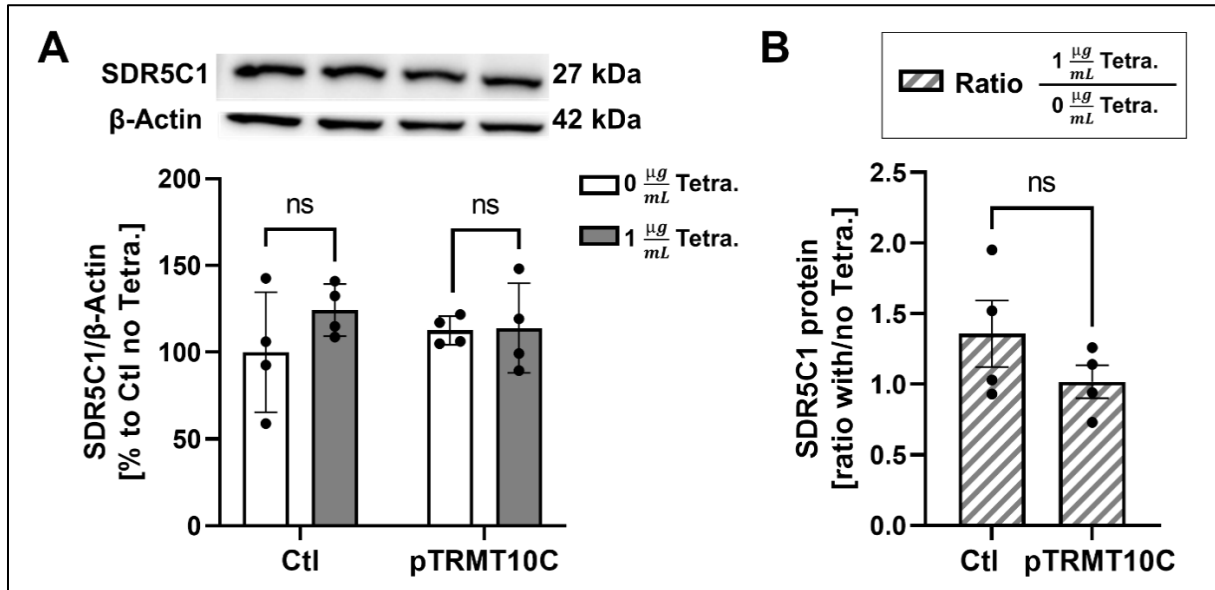 A
SDR5C1 27 kDa
β-Actin 42 kDa
SDR5C1/β-Actin
[% to Ctl no Tetra.]
200
150
100
50
0
ns
ns
0 μg/mL Tetra.
1 μg/mL Tetra.
Ctl pTRMT10C
B
Ratio 1 μg/mL Tetra.
0 μg/mL Tetra.
SDR5C1 protein
[ratio with/no Tetra.]
2.5
2.0
1.5
1.0
0.5
0.0
ns
Ctl pTRMT10C